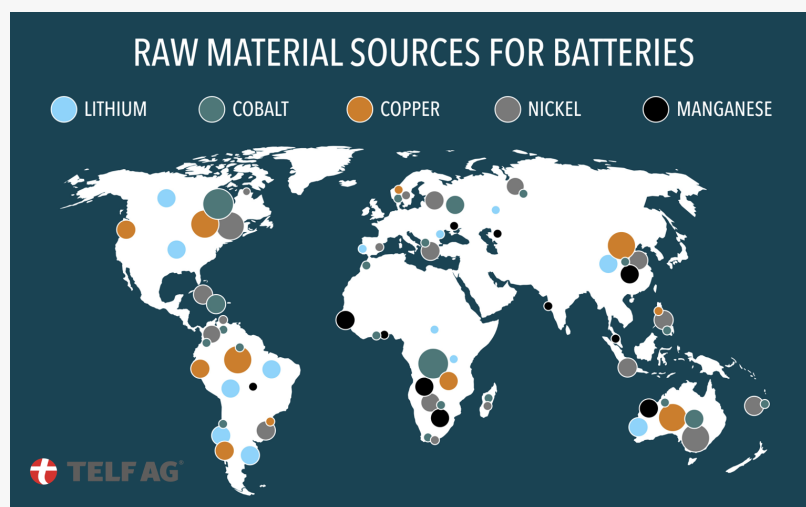 RAW MATERIAL SOURCES FOR BATTERIES
LITHIUM COBALT COPPER NICKEL MANGANESE
TELF AG